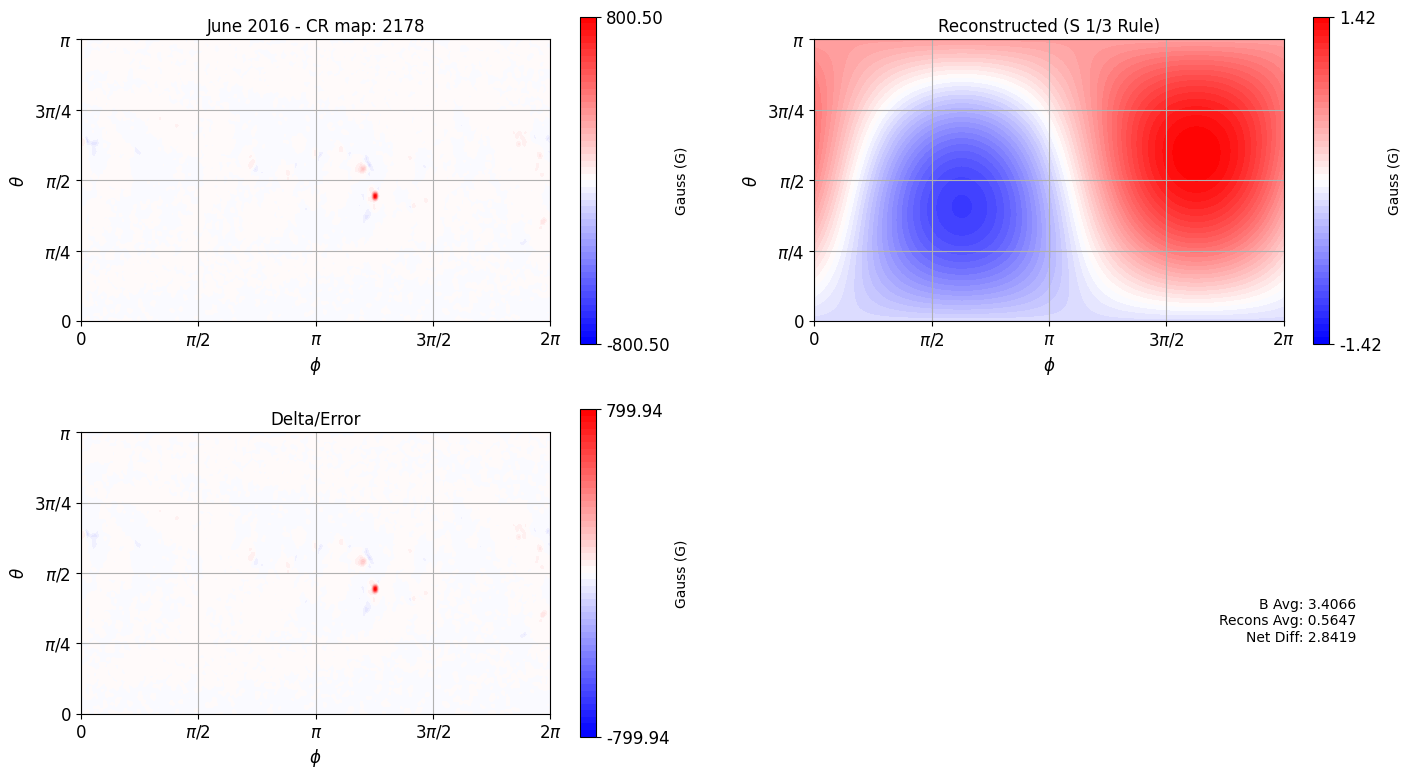 June 2016 - CR map: 2178
π
3π/4
π/2
π/4
0
θ
0
π/2
π
3π/2
2π
ϕ
800.50
-800.50
Gauss (G)
Reconstructed (S 1/3 Rule)
π
3π/4
π/2
π/4
0
θ
0
π/2
π
3π/2
2π
ϕ
1.42
-1.42
Gauss (G)
Delta/Error
π
3π/4
π/2
π/4
0
θ
0
π/2
π
3π/2
2π
ϕ
799.94
-799.94
Gauss (G)
B Avg: 3.4066
Recons Avg: 0.5647
Net Diff: 2.8419